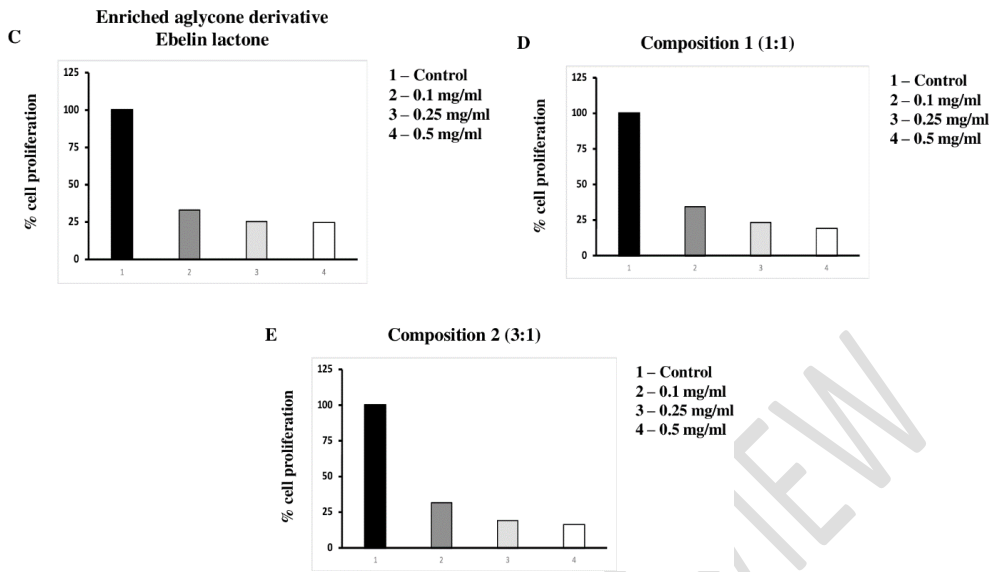 C
Enriched aglycone derivative
Ebelin lactone
% cell proliferation
125
100
75
50
25
0
1
2
3
4
1 – Control
2 – 0.1 mg/ml
3 – 0.25 mg/ml
4 – 0.5 mg/ml
D
Composition 1 (1:1)
% cell proliferation
125
100
75
50
25
0
1
2
3
4
1 – Control
2 – 0.1 mg/ml
3 – 0.25 mg/ml
4 – 0.5 mg/ml
E
Composition 2 (3:1)
% cell proliferation
125
100
75
50
25
0
1
2
3
4
1 – Control
2 – 0.1 mg/ml
3 – 0.25 mg/ml
4 – 0.5 mg/ml